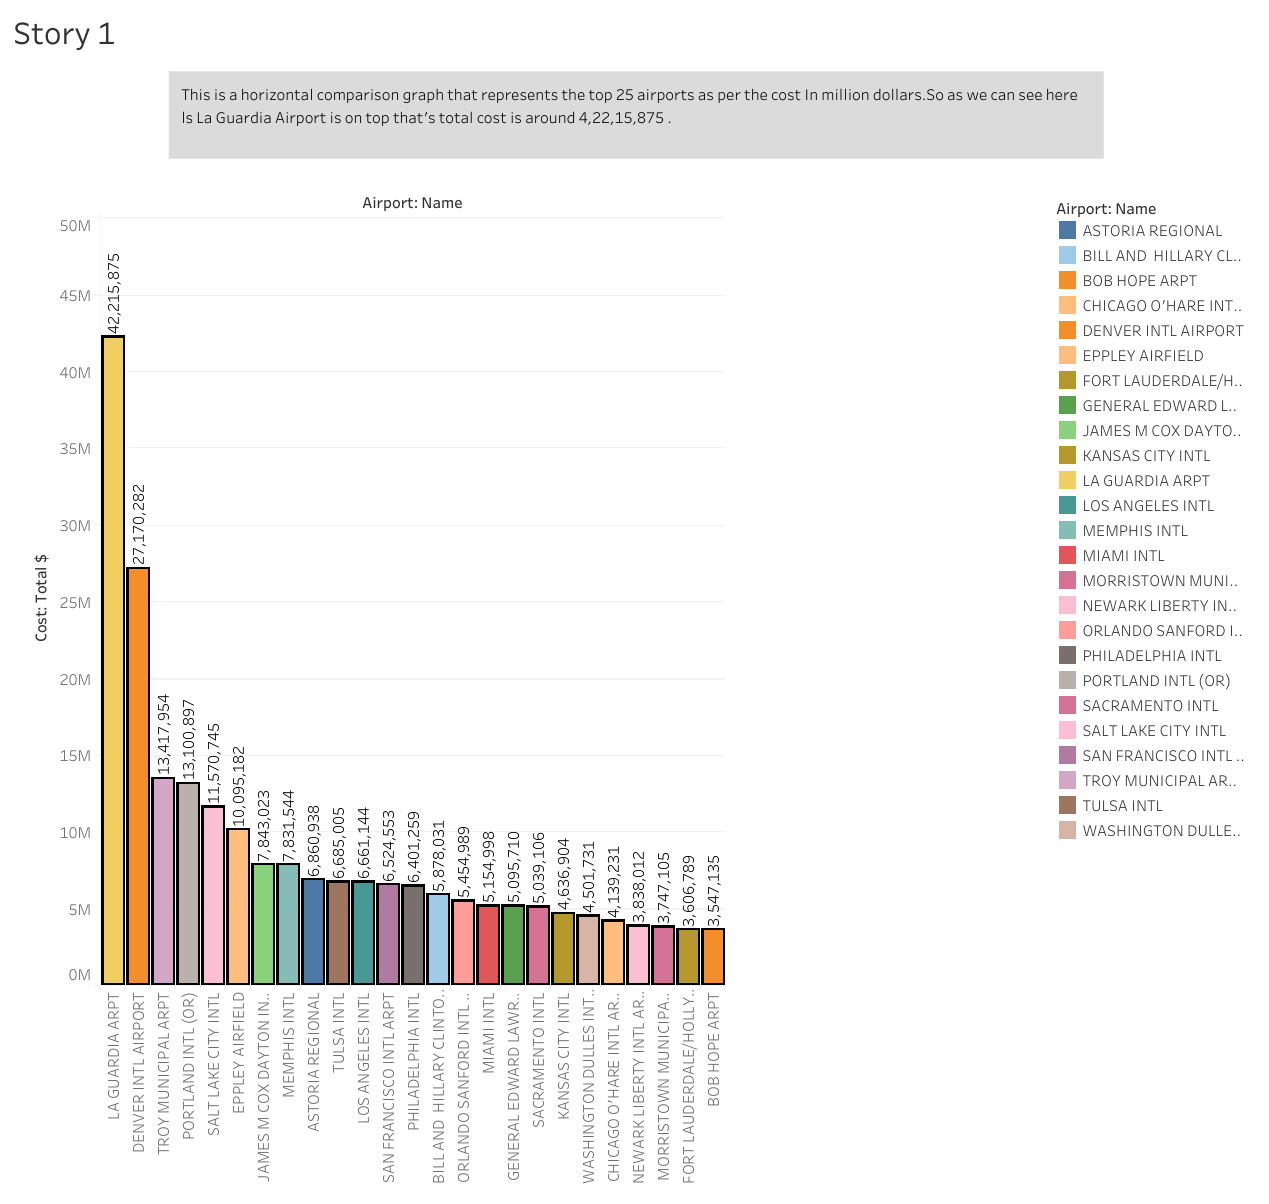 Story 1
This is a horizontal comparison graph that represents the top 25 airports as per the cost In million dollars.So as we can see here
Is La Guardia Airport is on top that's total cost is around 4,22,15,875 .
Airport: Name
50M
45M
40M
35M
30M
25M
20M
15M
10M
5M
0M
Cost: Total $
42,215,875
27,170,282
13,417,954
13,100,897
11,570,745
10,095,182
7,843,023
7,831,544
6,860,938
6,685,005
6,661,144
6,524,553
6,401,259
5,878,031
5,454,989
5,154,998
5,095,710
5,039,106
4,636,904
4,501,731
4,139,231
3,838,012
3,747,105
3,606,789
3,547,135
LA GUARDIA ARPT
DENVER INTL AIRPORT
TROY MUNICIPAL ARPT
PORTLAND INTL (OR)
SALT LAKE CITY INTL
EPPLEY AIRFIELD
JAMES M COX DAYTON IN..
MEMPHIS INTL
ASTORIA REGIONAL
TULSA INTL
LOS ANGELES INTL
SAN FRANCISCO INTL ARPT
PHILADELPHIA INTL
BILL AND  HILLARY CLINTO..
ORLANDO SANFORD INTL ..
MIAMI INTL
GENERAL EDWARD LAWR..
SACRAMENTO INTL
KANSAS CITY INTL
WASHINGTON DULLES INT..
CHICAGO O'HARE INTL AR..
NEWARK LIBERTY INTL AR..
MORRISTOWN MUNICIPA..
FORT LAUDERDALE/HOLLY..
BOB HOPE ARPT
Airport: Name
ASTORIA REGIONAL
BILL AND  HILLARY CL..
BOB HOPE ARPT
CHICAGO O'HARE INT..
DENVER INTL AIRPORT
EPPLEY AIRFIELD
FORT LAUDERDALE/H..
GENERAL EDWARD L..
JAMES M COX DAYTO..
KANSAS CITY INTL
LA GUARDIA ARPT
LOS ANGELES INTL
MEMPHIS INTL
MIAMI INTL
MORRISTOWN MUNI..
NEWARK LIBERTY IN..
ORLANDO SANFORD I..
PHILADELPHIA INTL
PORTLAND INTL (OR)
SACRAMENTO INTL
SALT LAKE CITY INTL
SAN FRANCISCO INTL ..
TROY MUNICIPAL AR..
TULSA INTL
WASHINGTON DULLE..